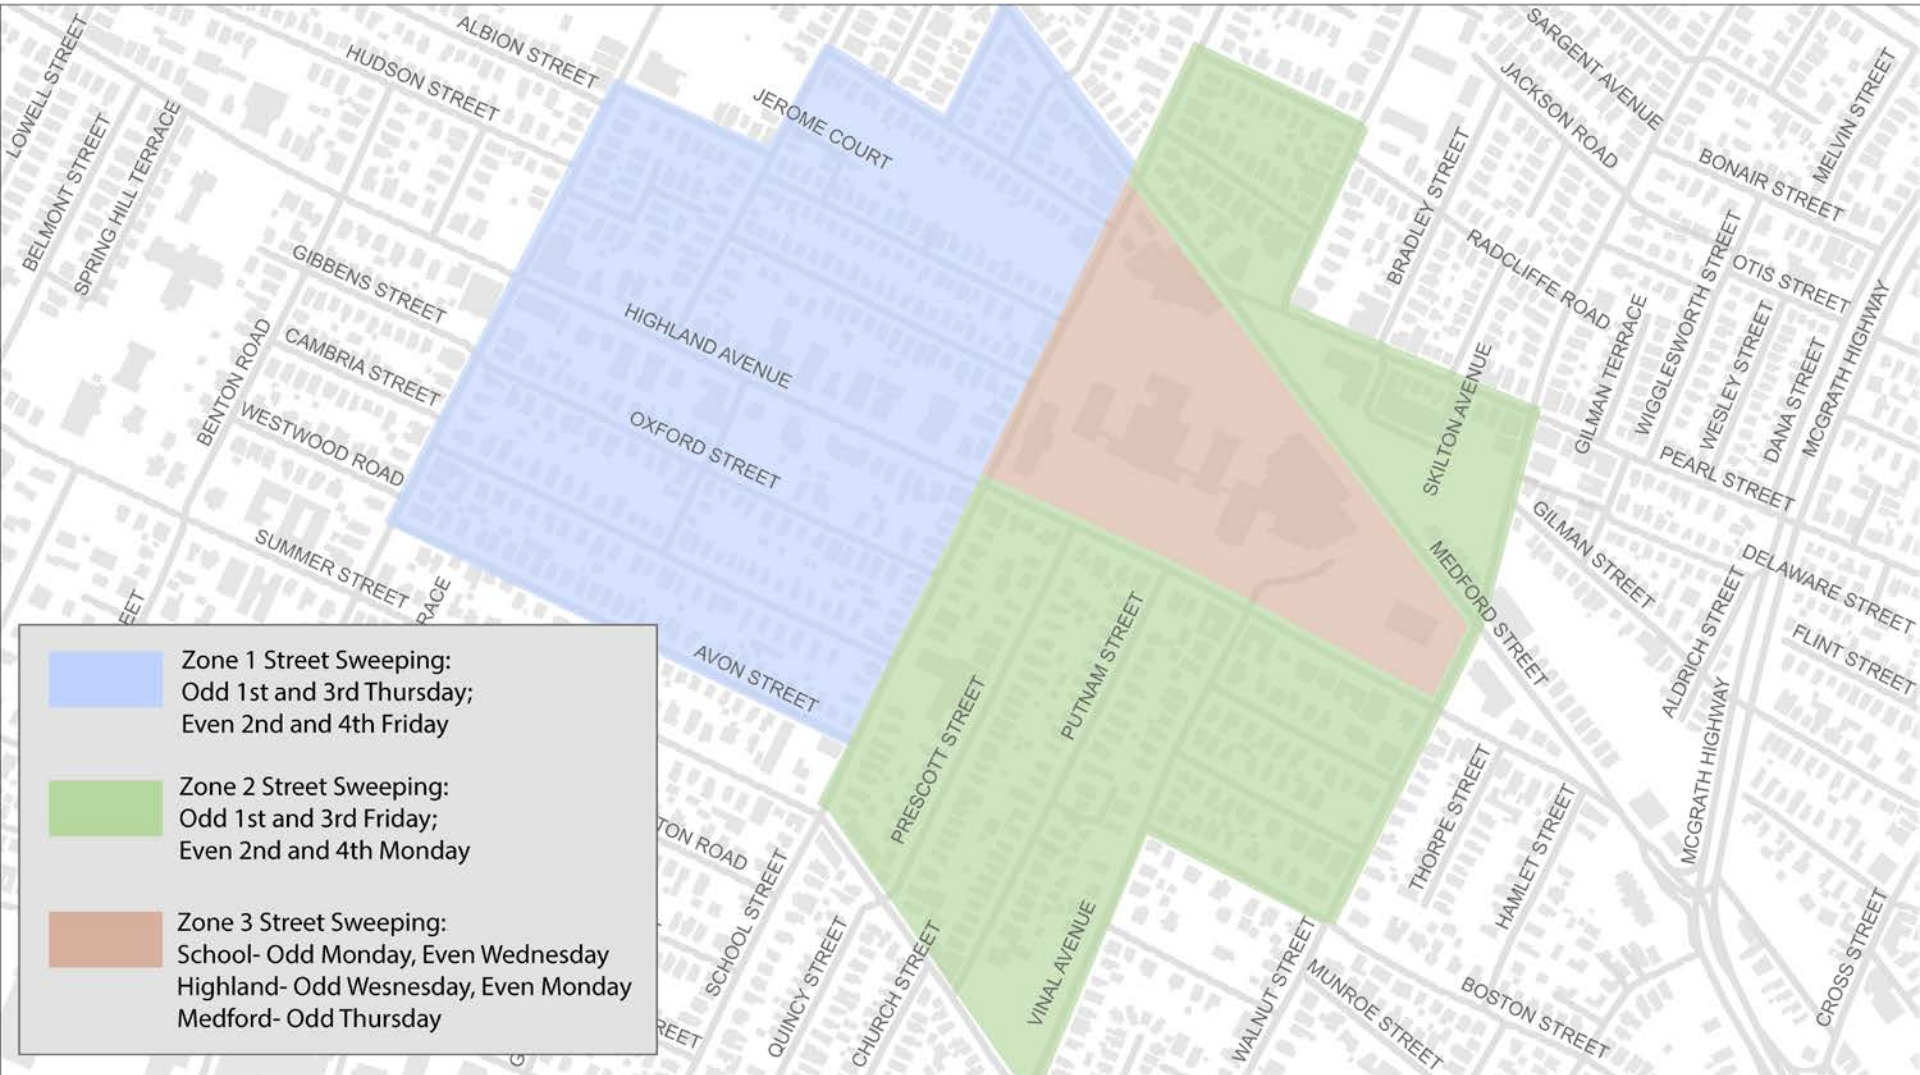 LOWELL STREET
ALBION STREET
HUDSON STREET
BELMONT STREET
SPRING HILL TERRACE
JEROME COURT
SARGENT AVENUE
JACKSON ROAD
MELVIN STREET
BONAIR STREET
BRADLEY STREET
RADCLIFFE ROAD
OTIS STREET
WIGGLESWORTH STREET
GIBBENS STREET
CAMBRIA STREET
BENTON ROAD
WESTWOOD ROAD
HIGHLAND AVENUE
OXFORD STREET
GILMAN TERRACE
WESLEY STREET
DANA STREET
MCGRATH HIGHWAY
SKILTON AVENUE
PEARL STREET
GILMAN STREET
SUMMER STREET
MEDFORD STREET
DELAWARE STREET
ALDRICH STREET
FLINT STREET
EET
RACE
AVON STREET
PUTNAM STREET
PRESCOTT STREET
MCGRATH HIGHWAY
THORPE STREET
HAMLET STREET
TON ROAD
SCHOOL STREET
QUINCY STREET
CHURCH STREET
VINAL AVENUE
WALNUT STREET
MUNROE STREET
BOSTON STREET
CROSS STREET
REET
G
Zone 1 Street Sweeping:
Odd 1st and 3rd Thursday;
Even 2nd and 4th Friday
Zone 2 Street Sweeping:
Odd 1st and 3rd Friday;
Even 2nd and 4th Monday
Zone 3 Street Sweeping:
School- Odd Monday, Even Wednesday
Highland- Odd Wesnesday, Even Monday
Medford- Odd Thursday